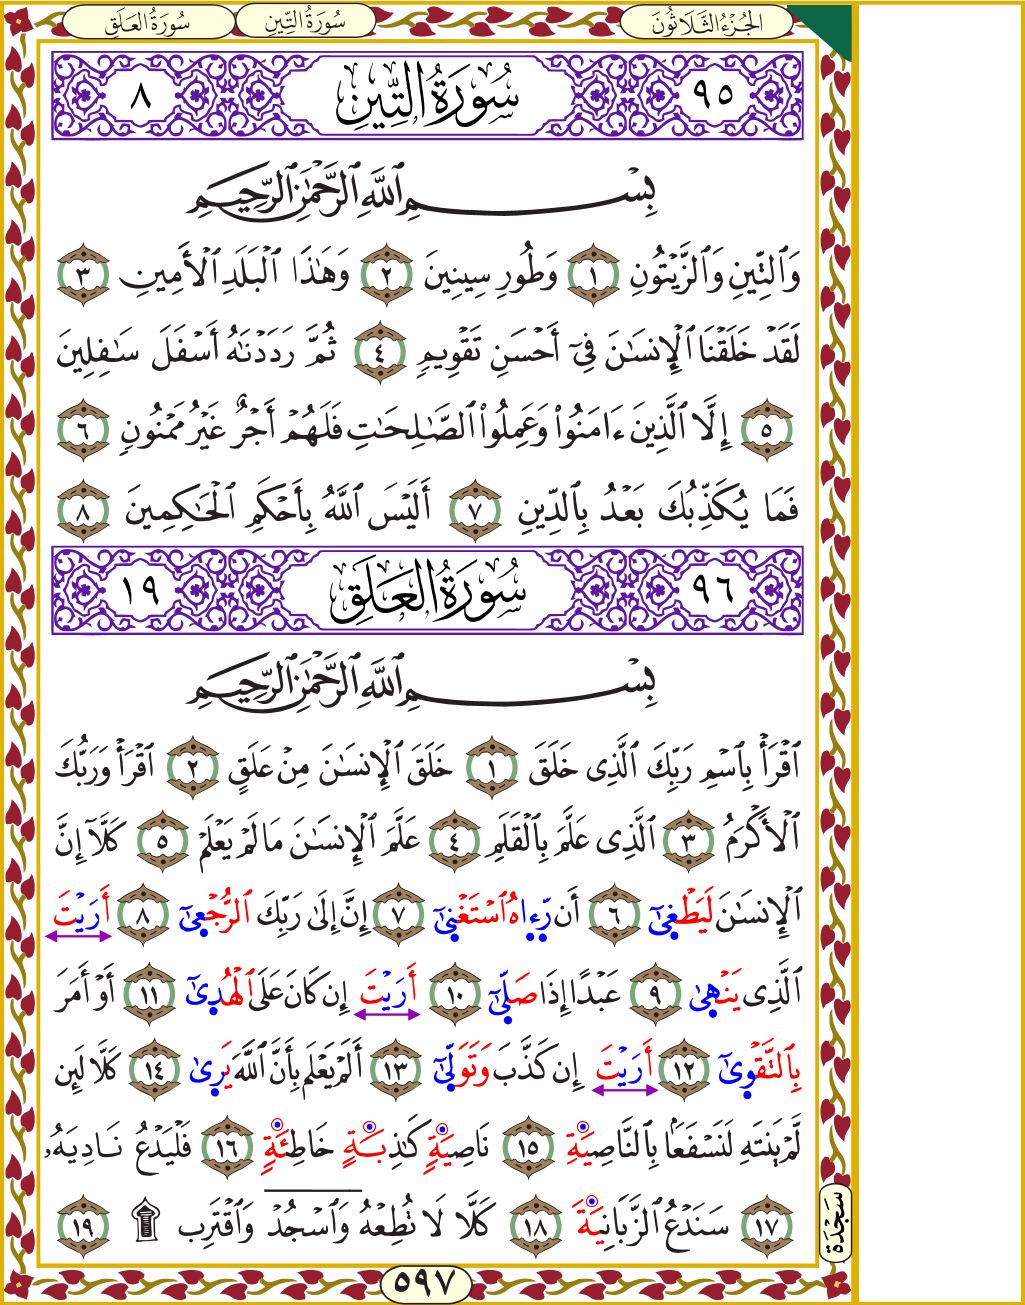 الجُزْءُ الثَّلَاثُونَ سُورَةُ التِّينِ سُورَةُ العَلَقِ
٩٥ سُورَةُ التِّينِ ٨
بِسْمِ ٱللَّهِ ٱلرَّحْمَٰنِ ٱلرَّحِيمِ
وَٱلتِّينِ وَٱلزَّيْتُونِ ١ وَطُورِ سِينِينَ ٢ وَهَٰذَا ٱلْبَلَدِ ٱلْأَمِينِ ٣
لَقَدْ خَلَقْنَا ٱلْإِنسَٰنَ فِىٓ أَحْسَنِ تَقْوِيمٍ ٤ ثُمَّ رَدَدْنَٰهُ أَسْفَلَ سَٰفِلِينَ
٥ إِلَّا ٱلَّذِينَ ءَامَنُوا۟ وَعَمِلُوا۟ ٱلصَّٰلِحَٰتِ فَلَهُمْ أَجْرٌ غَيْرُ مَمْنُونٍ ٦
فَمَا يُكَذِّبُكَ بَعْدُ بِٱلدِّينِ ٧ أَلَيْسَ ٱللَّهُ بِأَحْكَمِ ٱلْحَٰكِمِينَ ٨
٩٦ سُورَةُ العَلَقِ ١٩
بِسْمِ ٱللَّهِ ٱلرَّحْمَٰنِ ٱلرَّحِيمِ
ٱقْرَأْ بِٱسْمِ رَبِّكَ ٱلَّذِى خَلَقَ ١ خَلَقَ ٱلْإِنسَٰنَ مِنْ عَلَقٍ ٢ ٱقْرَأْ وَرَبُّكَ
ٱلْأَكْرَمُ ٣ ٱلَّذِى عَلَّمَ بِٱلْقَلَمِ ٤ عَلَّمَ ٱلْإِنسَٰنَ مَا لَمْ يَعْلَمْ ٥ كَلَّآ إِنَّ
ٱلْإِنسَٰنَ لَيَطْغَىٰٓ ٦ أَن رَّءَاهُ ٱسْتَغْنَىٰٓ ٧ إِنَّ إِلَىٰ رَبِّكَ ٱلرُّجْعَىٰٓ ٨ أَرَيْتَ
ٱلَّذِى يَنْهَىٰ ٩ عَبْدًا إِذَا صَلَّىٰٓ ١٠ أَرَيْتَ إِن كَانَ عَلَى ٱلْهُدَىٰٓ ١١ أَوْ أَمَرَ
بِٱلتَّقْوَىٰٓ ١٢ أَرَيْتَ إِن كَذَّبَ وَتَوَلَّىٰٓ ١٣ أَلَمْ يَعْلَم بِأَنَّ ٱللَّهَ يَرَىٰ ١٤ كَلَّا لَئِن
لَّمْ يَنتَهِ لَنَسْفَعًۢا بِٱلنَّاصِيَةِ ١٥ نَاصِيَةٍ كَٰذِبَةٍ خَاطِئَةٍ ١٦ فَلْيَدْعُ نَادِيَهُۥ
١٧ سَنَدْعُ ٱلزَّبَانِيَةَ ١٨ كَلَّا لَا تُطِعْهُ وَٱسْجُدْ وَٱقْتَرِب ۩ ١٩
سَجْدَة
٥٩٧